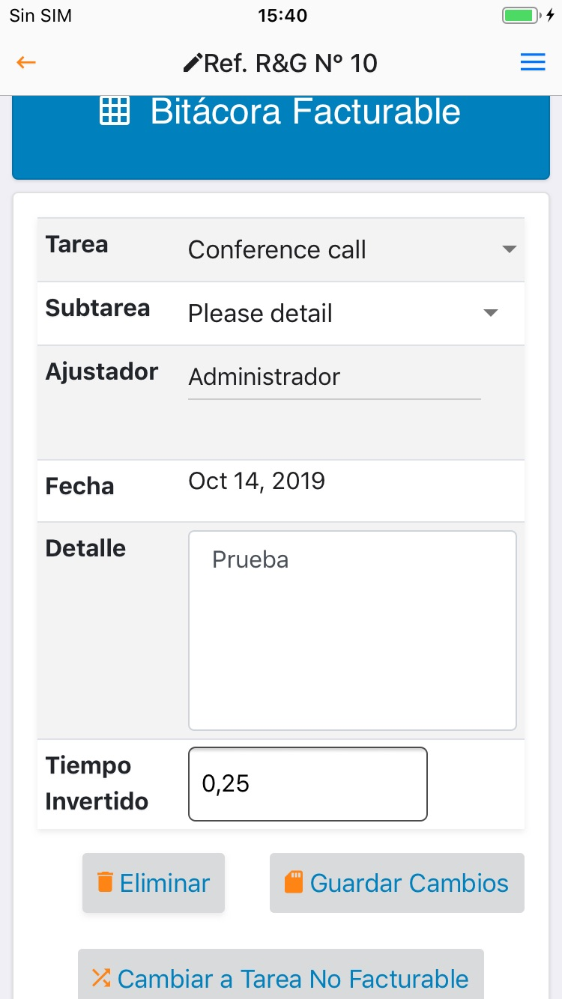 Sin SIM 15:40
Ref. R&G Nº 10
Bitácora Facturable
Tarea Conference call
Subtarea Please detail
Ajustador Administrador
Fecha Oct 14, 2019
Detalle Prueba
Tiempo Invertido 0,25
Eliminar Guardar Cambios
Cambiar a Tarea No Facturable